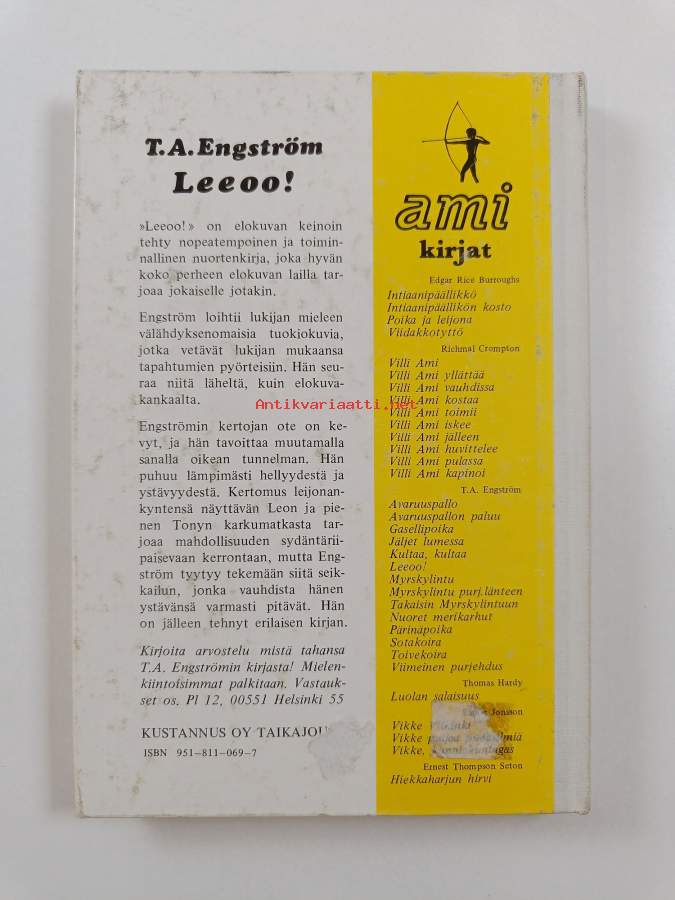 T.A.Engström
Leeoo!
»Leeoo!» on elokuvan keinoin
tehty nopeatempoinen ja toimin-
nallinen nuortenkirja, joka hyvän
koko perheen elokuvan lailla tar-
joaa jokaiselle jotakin.
Engström loihtii lukijan mieleen
välähdyksenomaisia tuokiokuvia,
jotka vetävät lukijan mukaansa
tapahtumien pyörteisiin. Hän seu-
raa niitä läheltä, kuin elokuva-
kankaalta.
Engströmin kertojan ote on ke-
vyt, ja hän tavoittaa muutamalla
sanalla oikean tunnelman. Hän
puhuu lämpimästi hellyydestä ja
ystävyydestä. Kertomus leijonan-
kyntensä näyttävän Leon ja pie-
nen Tonyn karkumatkasta tar-
joaa mahdollisuuden sydäntärii-
paisevaan kerrontaan, mutta Eng-
ström tyytyy tekemään siitä seik-
kailun, jonka vauhdista hänen
ystävänsä varmasti pitävät. Hän
on jälleen tehnyt erilaisen kirjan.
Kirjoita arvostelu mistä tahansa
T.A. Engströmin kirjasta! Mielen-
kiintoisimmat palkitaan. Vastauk-
set os. Pl 12, 00551 Helsinki 55
KUSTANNUS OY
ISBN 951-811-069-7
ami
kirjat
Edgar Rice Burroughs
Intiaanipäällikkö
Intiaanipäällikön kosto
Poika ja leijona
Viidakkotyttö
Richmal Crompton
Villi Ami
Villi Ami yllättää
Villi Ami vauhdissa
Villi Ami kostaa
Villi Ami toimii
Villi Ami iskee
Villi Ami jälleen
Villi Ami huvittelee
Villi Ami pulassa
Villi Ami kapinoi
T.A. Engström
Avaruuspallo
Avaruuspallon paluu
Gasellipoika
Jäljet lumessa
Kultaa, kultaa
Leeoo!
Myrskylintu
Myrskylintu purj.länteen
Takaisin Myrskylintuun
Nuoret merikarhut
Pärinäpoika
Sotakoira
Toivekoira
Viimeinen purjehdus
Thomas Hardy
Luolan salaisuus
Jonsson
Vikke
Vikke
Vikke,
Ernest Thompson Seton
Hiekkaharjun hirvi
Antikvariaatti.net